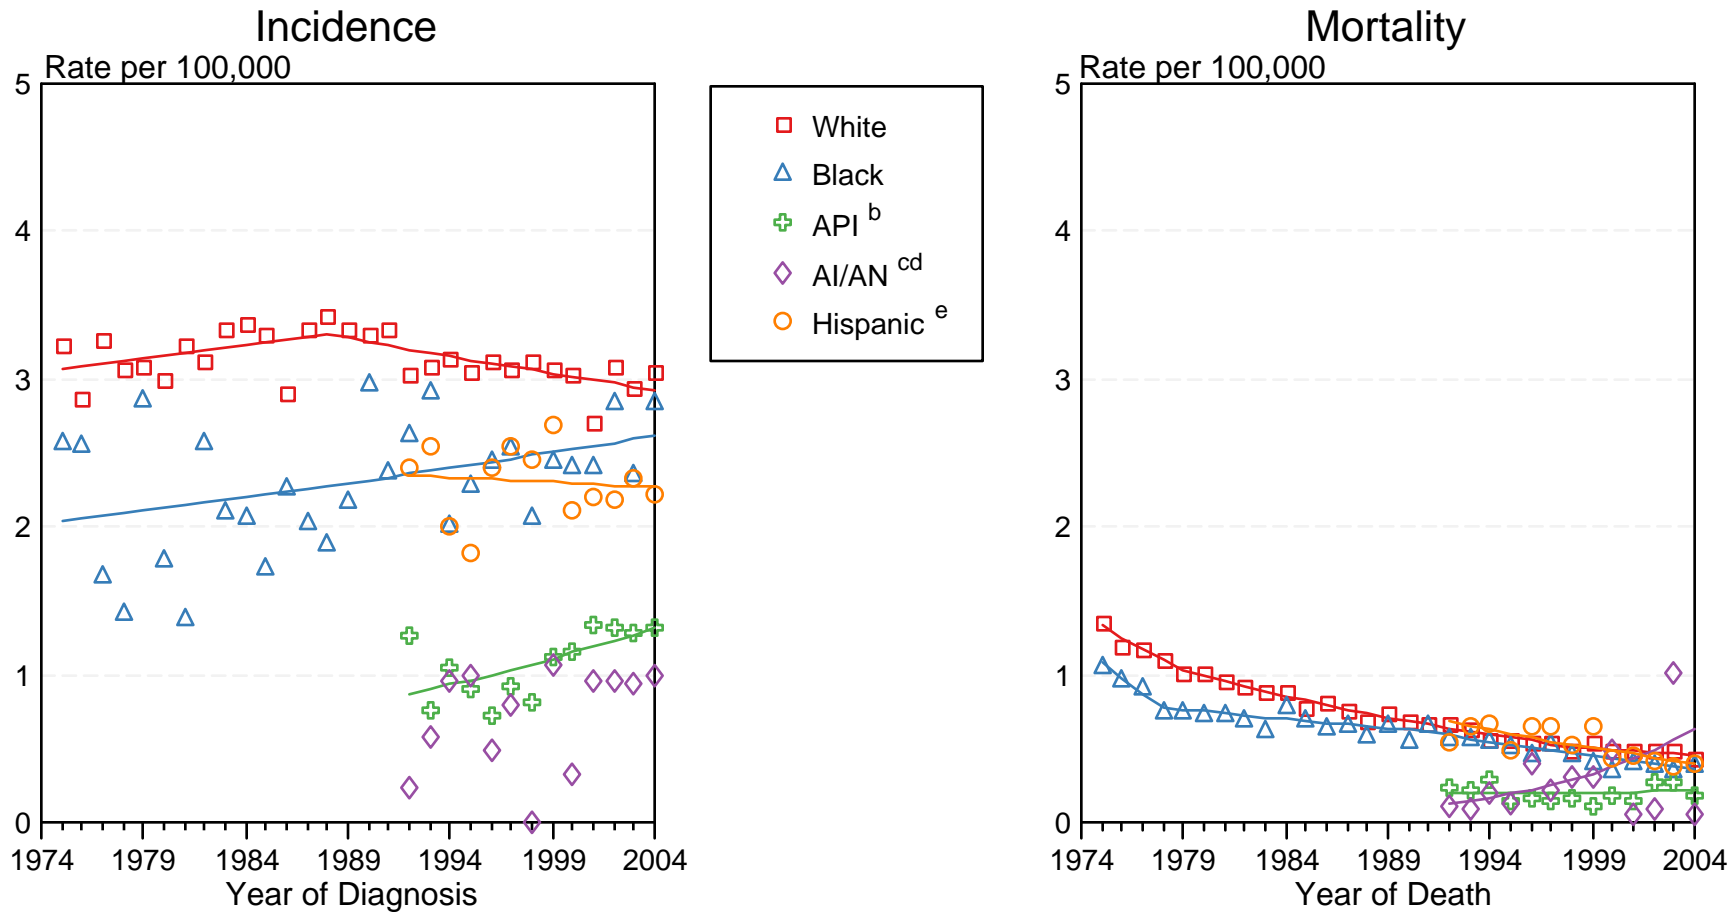 Incidence
Rate per 100,000
5
4
3
2
1
0
1974 1979 1984 1989 1994 1999 2004
Year of Diagnosis
White
Black
API b
AI/AN cd
Hispanic e
Mortality
Rate per 100,000
5
4
3
2
1
0
1974 1979 1984 1989 1994 1999 2004
Year of Death